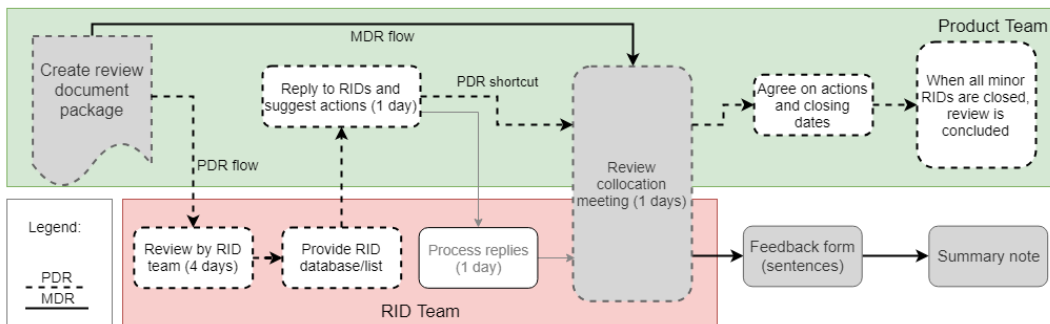 Product Team
MDR flow
Create review
document
package
Reply to RIDs and
suggest actions (1 day)
PDR shortcut
Agree on actions
and closing
dates
When all minor
RIDs are closed,
review is
concluded
PDR flow
Review
collocation
meeting (1 days)
Legend:
PDR
MDR
Review by RID
team (4 days)
Provide RID
database/list
Process replies
(1 day)
Feedback form
(sentences)
Summary note
RID Team